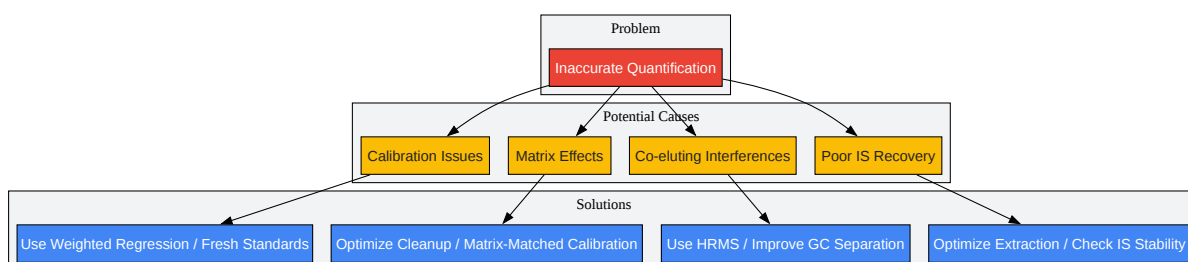 Problem
Inaccurate Quantification
Potential Causes
Calibration Issues
Matrix Effects
Co-eluting Interferences
Poor IS Recovery
Solutions
Use Weighted Regression / Fresh Standards
Optimize Cleanup / Matrix-Matched Calibration
Use HRMS / Improve GC Separation
Optimize Extraction / Check IS Stability